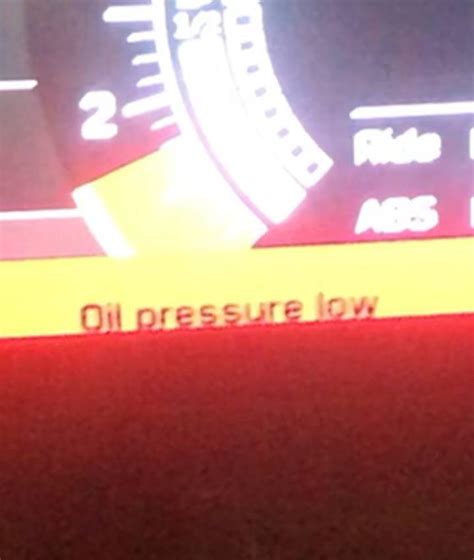 1/2
2
Ride
ABS
Oil pressure low